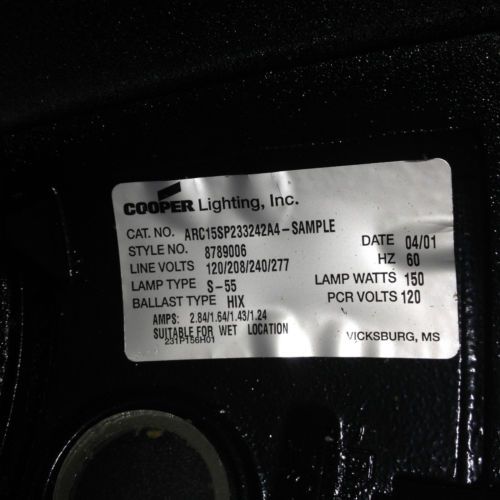 COOPER Lighting, Inc.
CAT. NO. ARC15SP233242A4-SAMPLE
STYLE NO. 8789006 DATE 04/01
LINE VOLTS 120/208/240/277 HZ 60
LAMP TYPE S-55 LAMP WATTS 150
BALLAST TYPE HIX PCR VOLTS 120
AMPS: 2.84/1.64/1.43/1.24
SUITABLE FOR WET LOCATION
231P156H01 VICKSBURG, MS